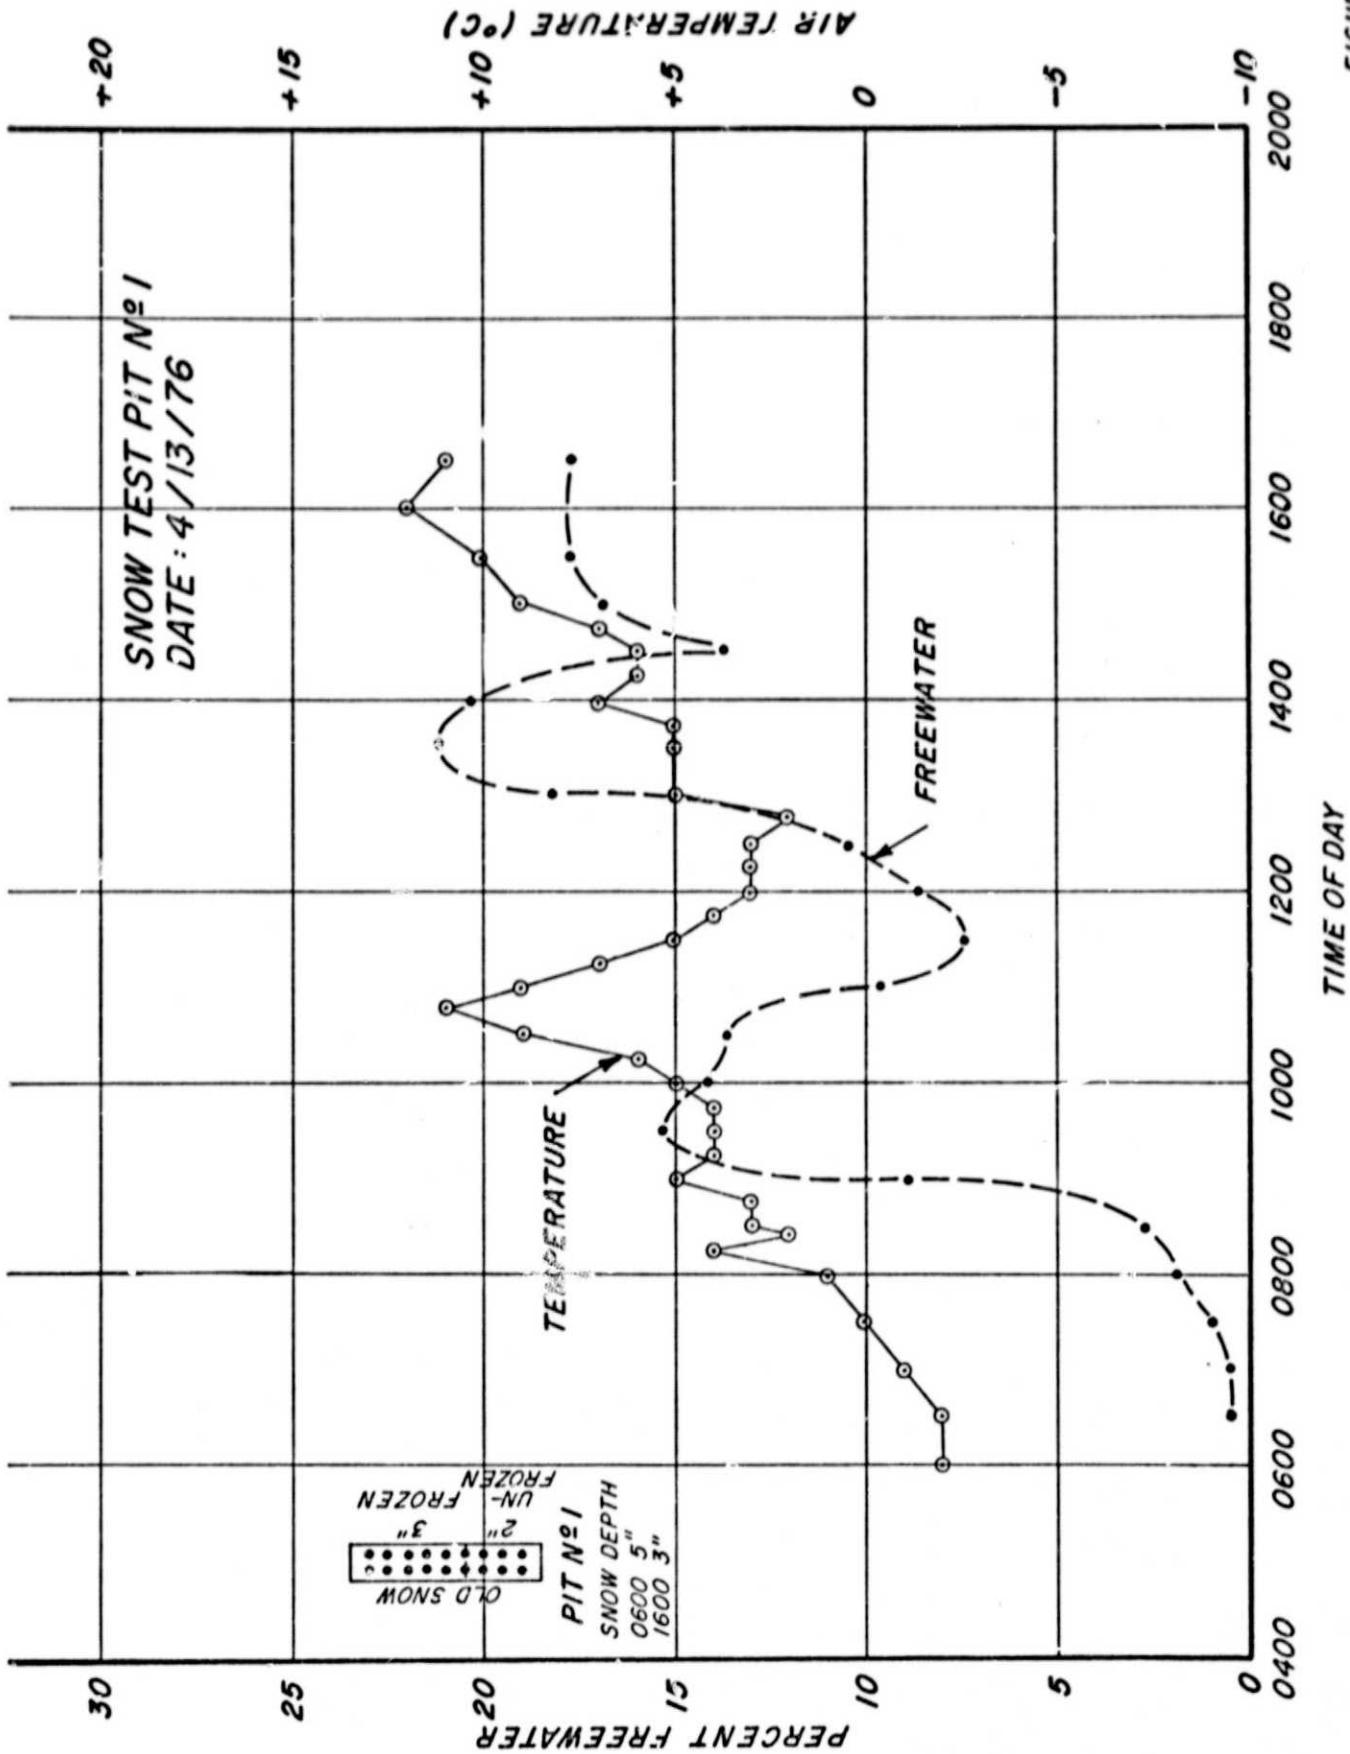 SNOW TEST PIT Nº 1
DATE : 4/13/76
AIR TEMPERATURE (°C)
+20
+15
+10
+5
0
-5
-10
PERCENT FREEWATER
30
25
20
15
10
5
0
OLD SNOW
3" FROZEN
2" UN-
FROZEN
PIT Nº 1
SNOW DEPTH
0600 5"
1600 3"
TEMPERATURE
FREEWATER
0400 0600 0800 1000 1200 1400 1600 1800 2000
TIME OF DAY